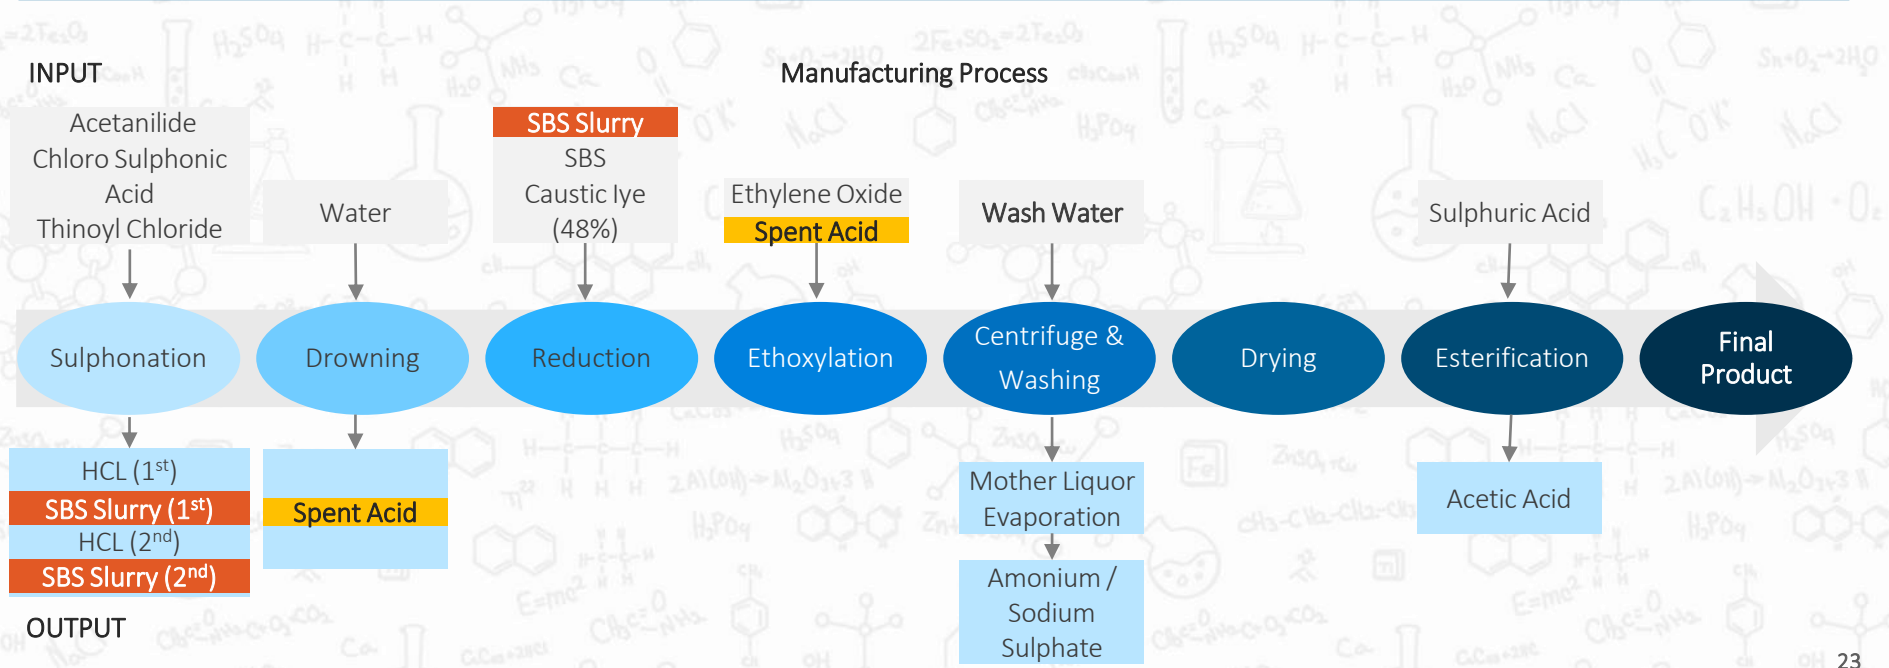 INPUT
Manufacturing Process
Acetanilide
Chloro Sulphonic
Acid
Thinoyl Chloride
Water
SBS Slurry
SBS
Caustic lye
(48%)
Ethylene Oxide
Spent Acid
Wash Water
Sulphuric Acid
Sulphonation
Drowning
Reduction
Ethoxylation
Centrifuge &
Washing
Drying
Esterification
Final
Product
HCL (1st)
SBS Slurry (1st)
HCL (2nd)
SBS Slurry (2nd)
Spent Acid
Mother Liquor
Evaporation
Amonium /
Sodium
Sulphate
Acetic Acid
OUTPUT
23